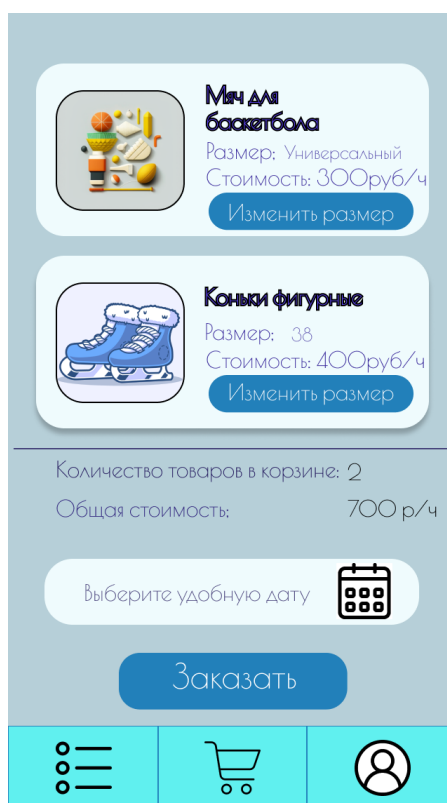 Мяч для
баскетбола
Размер: Универсальный
Стоимость: 300руб/ч
Изменить размер
Коньки фигурные
Размер: 38
Стоимость: 400руб/ч
Изменить размер
Количество товаров в корзине: 2
Общая стоимость: 700 р/ч
Выберите удобную дату
Заказать